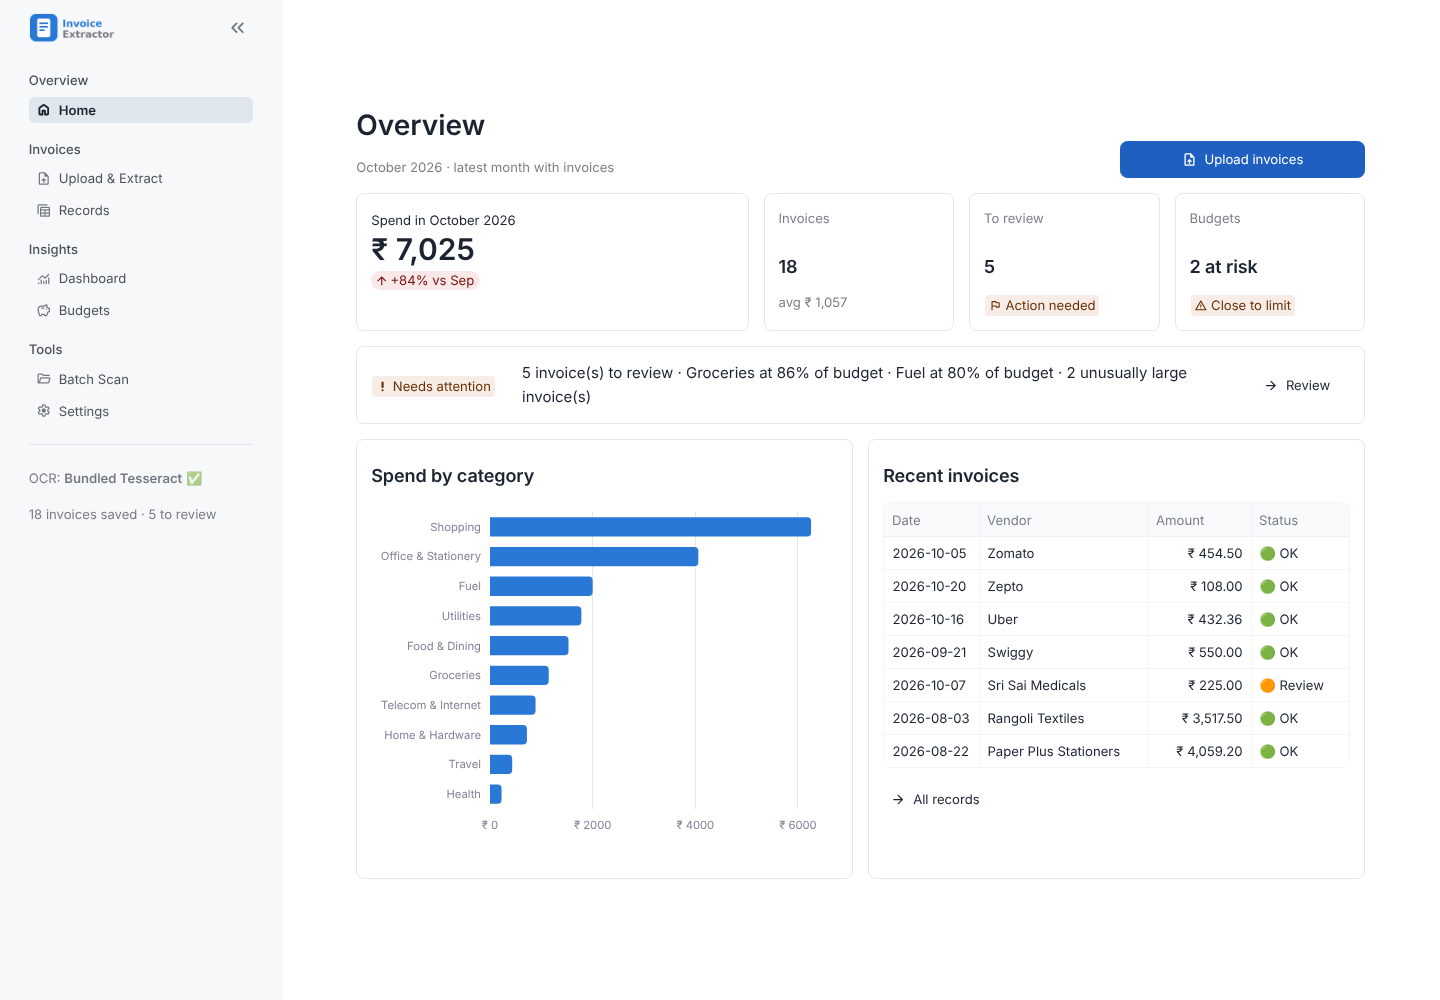 Invoice
Extractor
Overview
Home
Invoices
Upload & Extract
Records
Insights
Dashboard
Budgets
Tools
Batch Scan
Settings
OCR: Bundled Tesseract ✅
18 invoices saved · 5 to review
Overview
October 2026 · latest month with invoices
Upload invoices
Spend in October 2026
₹ 7,025
↑ +84% vs Sep
Invoices
18
avg ₹ 1,057
To review
5
Action needed
Budgets
2 at risk
Close to limit
Needs attention
5 invoice(s) to review · Groceries at 86% of budget · Fuel at 80% of budget · 2 unusually large
invoice(s)
→ Review
Spend by category
Shopping
Office & Stationery
Fuel
Utilities
Food & Dining
Groceries
Telecom & Internet
Home & Hardware
Travel
Health
₹ 0 ₹ 2000 ₹ 4000 ₹ 6000
Recent invoices
Date Vendor Amount Status
2026-10-05 Zomato ₹ 454.50 🟢 OK
2026-10-20 Zepto ₹ 108.00 🟢 OK
2026-10-16 Uber ₹ 432.36 🟢 OK
2026-09-21 Swiggy ₹ 550.00 🟢 OK
2026-10-07 Sri Sai Medicals ₹ 225.00 🟠 Review
2026-08-03 Rangoli Textiles ₹ 3,517.50 🟢 OK
2026-08-22 Paper Plus Stationers ₹ 4,059.20 🟢 OK
→ All records